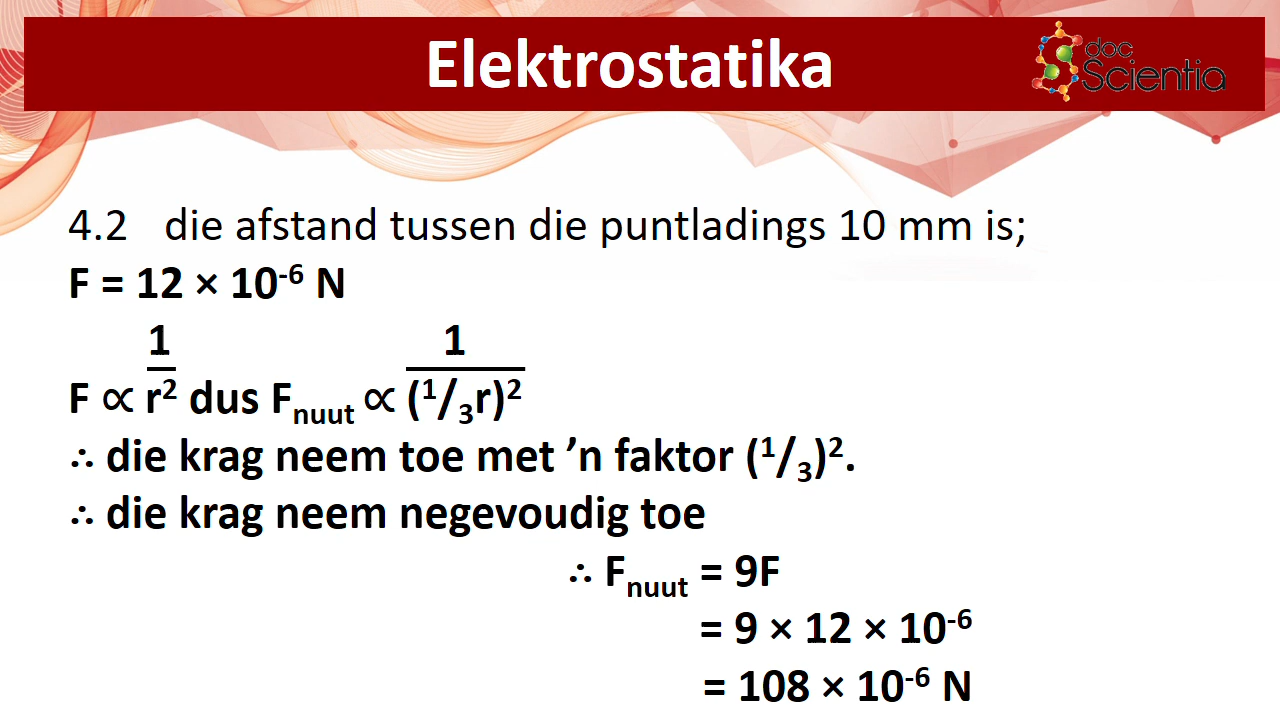 Elektrostatika
doc
Scientia
4.2 die afstand tussen die puntladings 10 mm is;
F = 12 × 10⁻⁶ N
1 1
F ∝ r² dus Fₙᵤᵤₜ ∝ (¹/₃r)²
∴ die krag neem toe met ’n faktor (¹/₃)².
∴ die krag neem negevoudig toe
∴ Fₙᵤᵤₜ = 9F
= 9 × 12 × 10⁻⁶
= 108 × 10⁻⁶ N